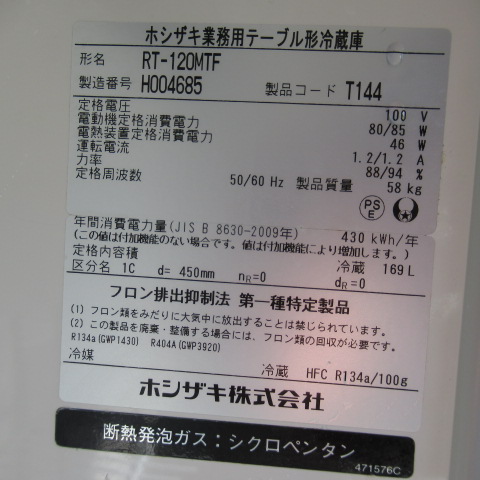 ホシザキ業務用テーブル形冷蔵庫
形名 RT-120MTF
製造番号 H004685 製品コード T144
定格電圧 100 V
電動機定格消費電力 80/85 W
電熱装置定格消費電力 46 W
運転電流 1.2/1.2 A
力率 88/94 %
定格周波数 50/60 Hz 製品質量 58 kg
PS E
年間消費電力量(JIS B 8630-2009年) 430 kWh/年
(この値は付加機能のない場合です。値は付加機能により増加します。)
定格内容積 冷蔵 169 L
区分名 1C d= 450mm nR=0 d=0
フロン排出抑制法 第一種特定製品
(1) フロン類をみだりに大気中に放出することは禁じられています。
(2) この製品を廃棄・整備する場合には、フロン類の回収が必要です。
R134a(GWP1430) R404A(GWP3920)
冷媒 冷蔵 HFC R134a/100g
ホシザキ株式会社
断熱発泡ガス：シクロペンタン
471576C